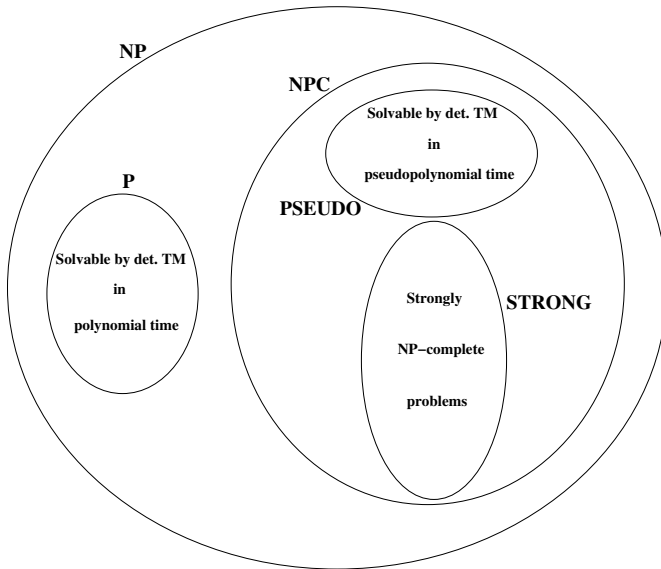 NP
NPC
Solvable by det. TM
in
pseudopolynomial time
PSEUDO
P
Solvable by det. TM
in
polynomial time
Strongly
NP−complete
problems
STRONG